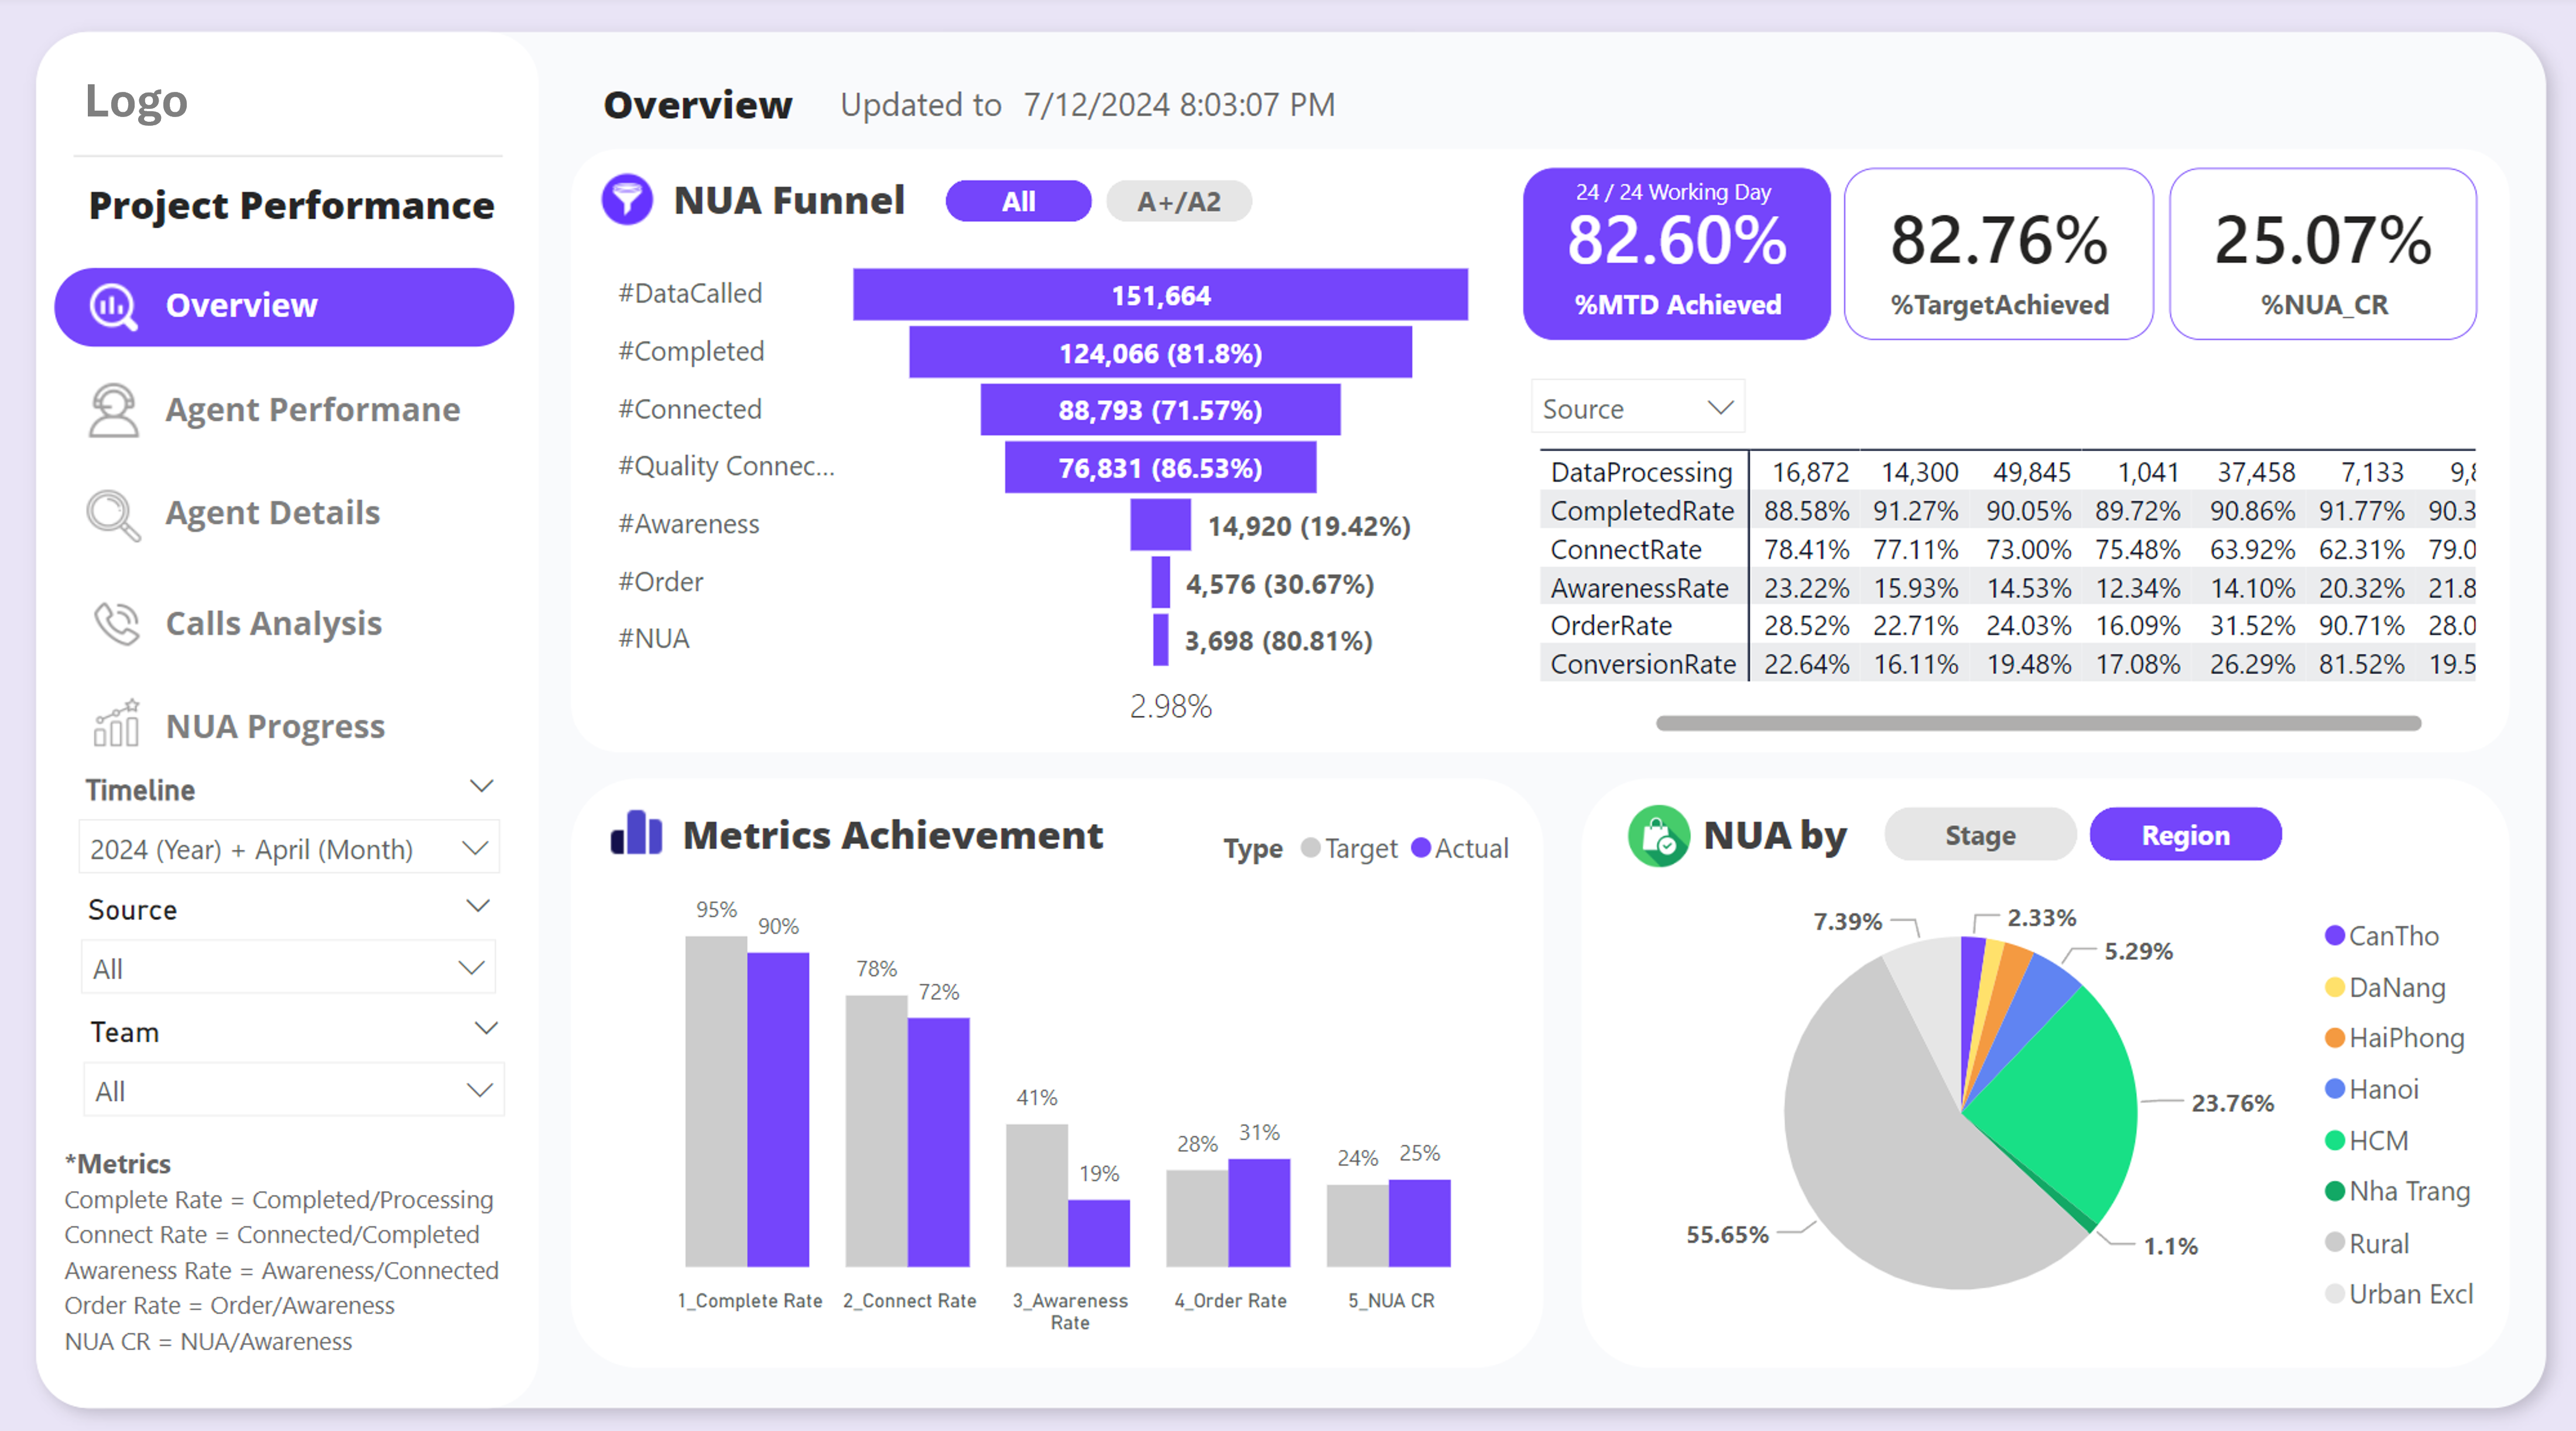 Logo
Project Performance
Overview
Agent Performane
Agent Details
Calls Analysis
NUA Progress
Timeline
2024 (Year) + April (Month)
Source
All
Team
All
*Metrics
Complete Rate = Completed/Processing
Connect Rate = Connected/Completed
Awareness Rate = Awareness/Connected
Order Rate = Order/Awareness
NUA CR = NUA/Awareness
Overview Updated to 7/12/2024 8:03:07 PM
NUA Funnel All A+/A2
#DataCalled 151,664
#Completed 124,066 (81.8%)
#Connected 88,793 (71.57%)
#Quality Connec... 76,831 (86.53%)
#Awareness 14,920 (19.42%)
#Order 4,576 (30.67%)
#NUA 3,698 (80.81%)
2.98%
24 / 24 Working Day
82.60%
%MTD Achieved
82.76%
%TargetAchieved
25.07%
%NUA_CR
Source
DataProcessing 16,872 14,300 49,845 1,041 37,458 7,133 9,
CompletedRate 88.58% 91.27% 90.05% 89.72% 90.86% 91.77% 90.3
ConnectRate 78.41% 77.11% 73.00% 75.48% 63.92% 62.31% 79.0
AwarenessRate 23.22% 15.93% 14.53% 12.34% 14.10% 20.32% 21.8
OrderRate 28.52% 22.71% 24.03% 16.09% 31.52% 90.71% 28.0
ConversionRate 22.64% 16.11% 19.48% 17.08% 26.29% 81.52% 19.5
Metrics Achievement
Type Target Actual
95% 90%
78% 72%
41% 19%
28% 31%
24% 25%
1_Complete Rate 2_Connect Rate 3_Awareness Rate 4_Order Rate 5_NUA CR
NUA by Stage Region
7.39%
2.33%
5.29%
23.76%
1.1%
55.65%
CanTho
DaNang
HaiPhong
Hanoi
HCM
Nha Trang
Rural
Urban Excl